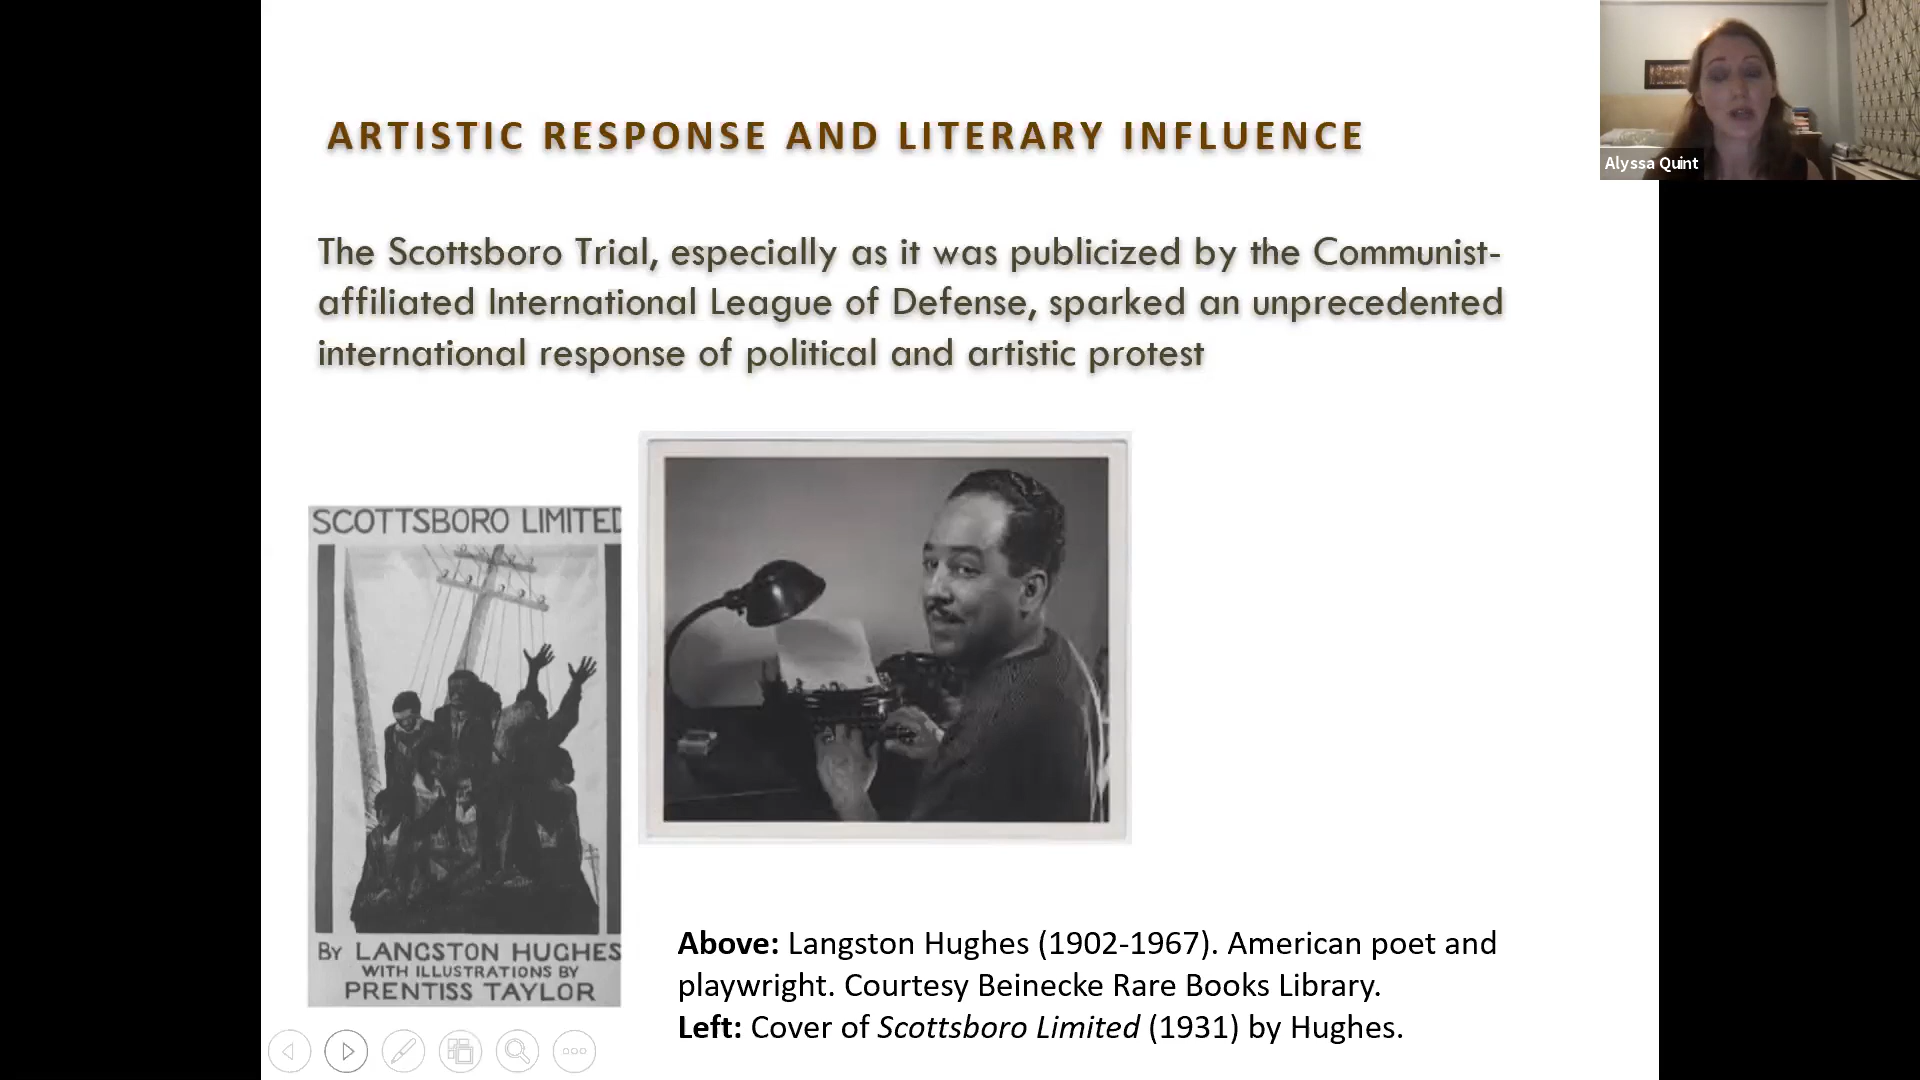 ARTISTIC RESPONSE AND LITERARY INFLUENCE
Alyssa Quint
The Scottsboro Trial, especially as it was publicized by the Communist-
affiliated International League of Defense, sparked an unprecedented
international response of political and artistic protest
SCOTTSBORO LIMITED
By LANGSTON HUGHES
WITH ILLUSTRATIONS BY
PRENTISS TAYLOR
Above: Langston Hughes (1902-1967). American poet and
playwright. Courtesy Beinecke Rare Books Library.
Left: Cover of Scottsboro Limited (1931) by Hughes.